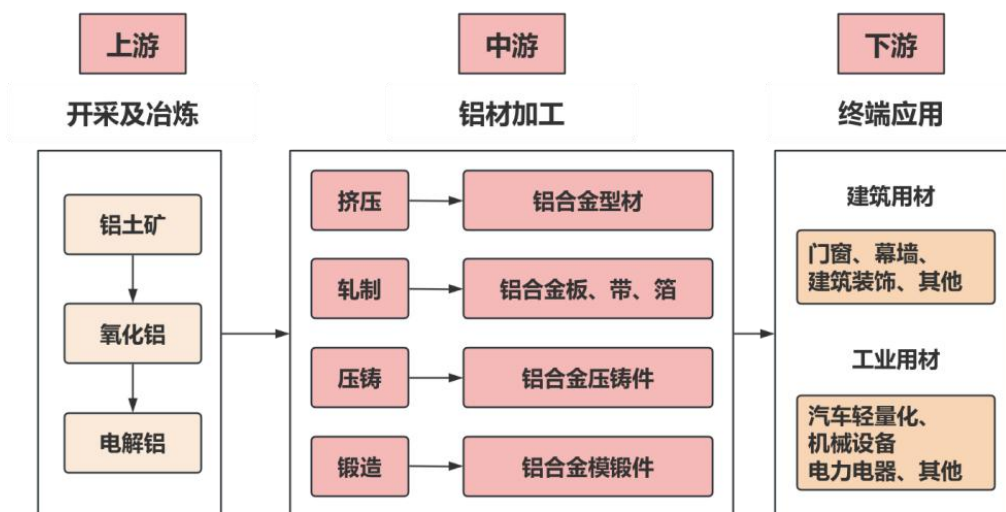 上游
中游
下游
开采及冶炼
铝材加工
终端应用
铝土矿
氧化铝
电解铝
挤压
铝合金型材
轧制
铝合金板、带、箔
压铸
铝合金压铸件
锻造
铝合金模锻件
建筑用材
门窗、幕墙、
建筑装饰、其他
工业用材
汽车轻量化、
机械设备
电力电器、其他